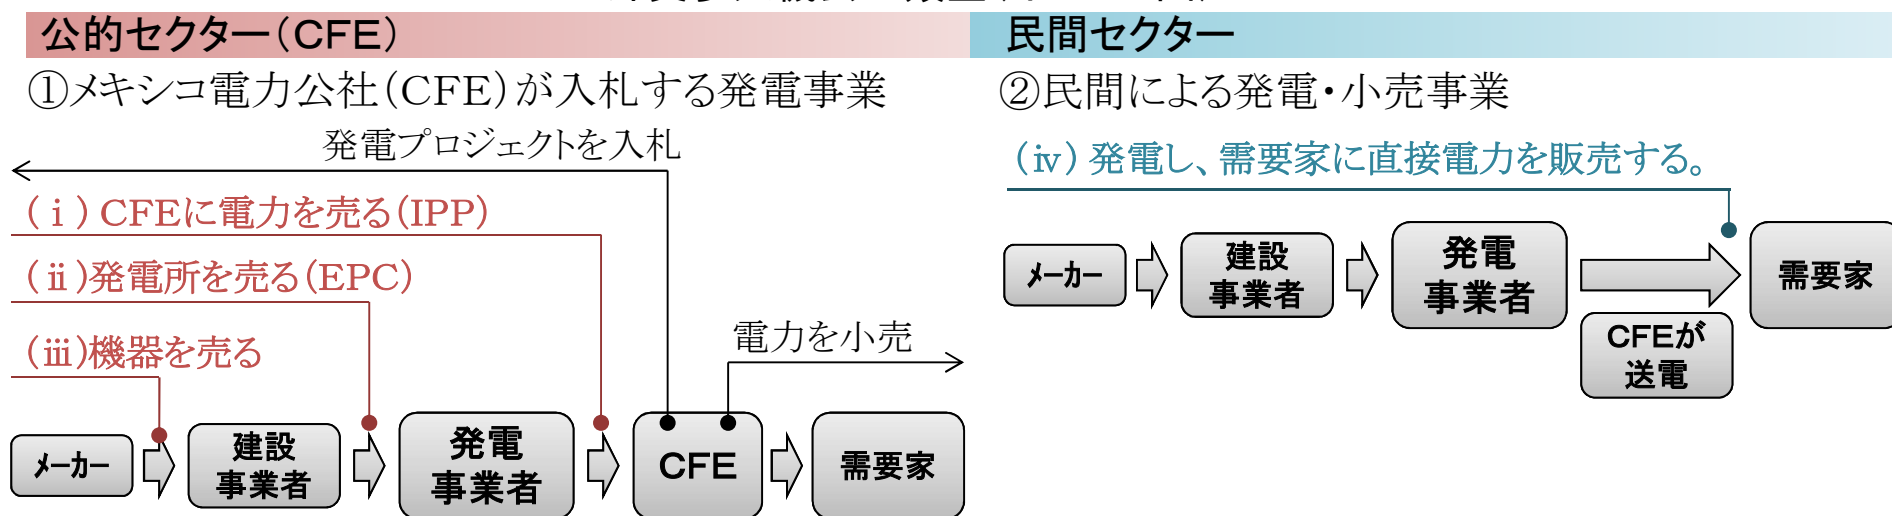 公的セクター(CFE)
①メキシコ電力公社(CFE)が入札する発電事業
発電プロジェクトを入札
(ⅰ)CFEに電力を売る(IPP)
(ⅱ)発電所を売る(EPC)
(ⅲ)機器を売る
電力を小売
メーカー
建設
事業者
発電
事業者
CFE
需要家
民間セクター
②民間による発電・小売事業
(ⅳ)発電し、需要家に直接電力を販売する。
メーカー
建設
事業者
発電
事業者
CFEが
送電
需要家